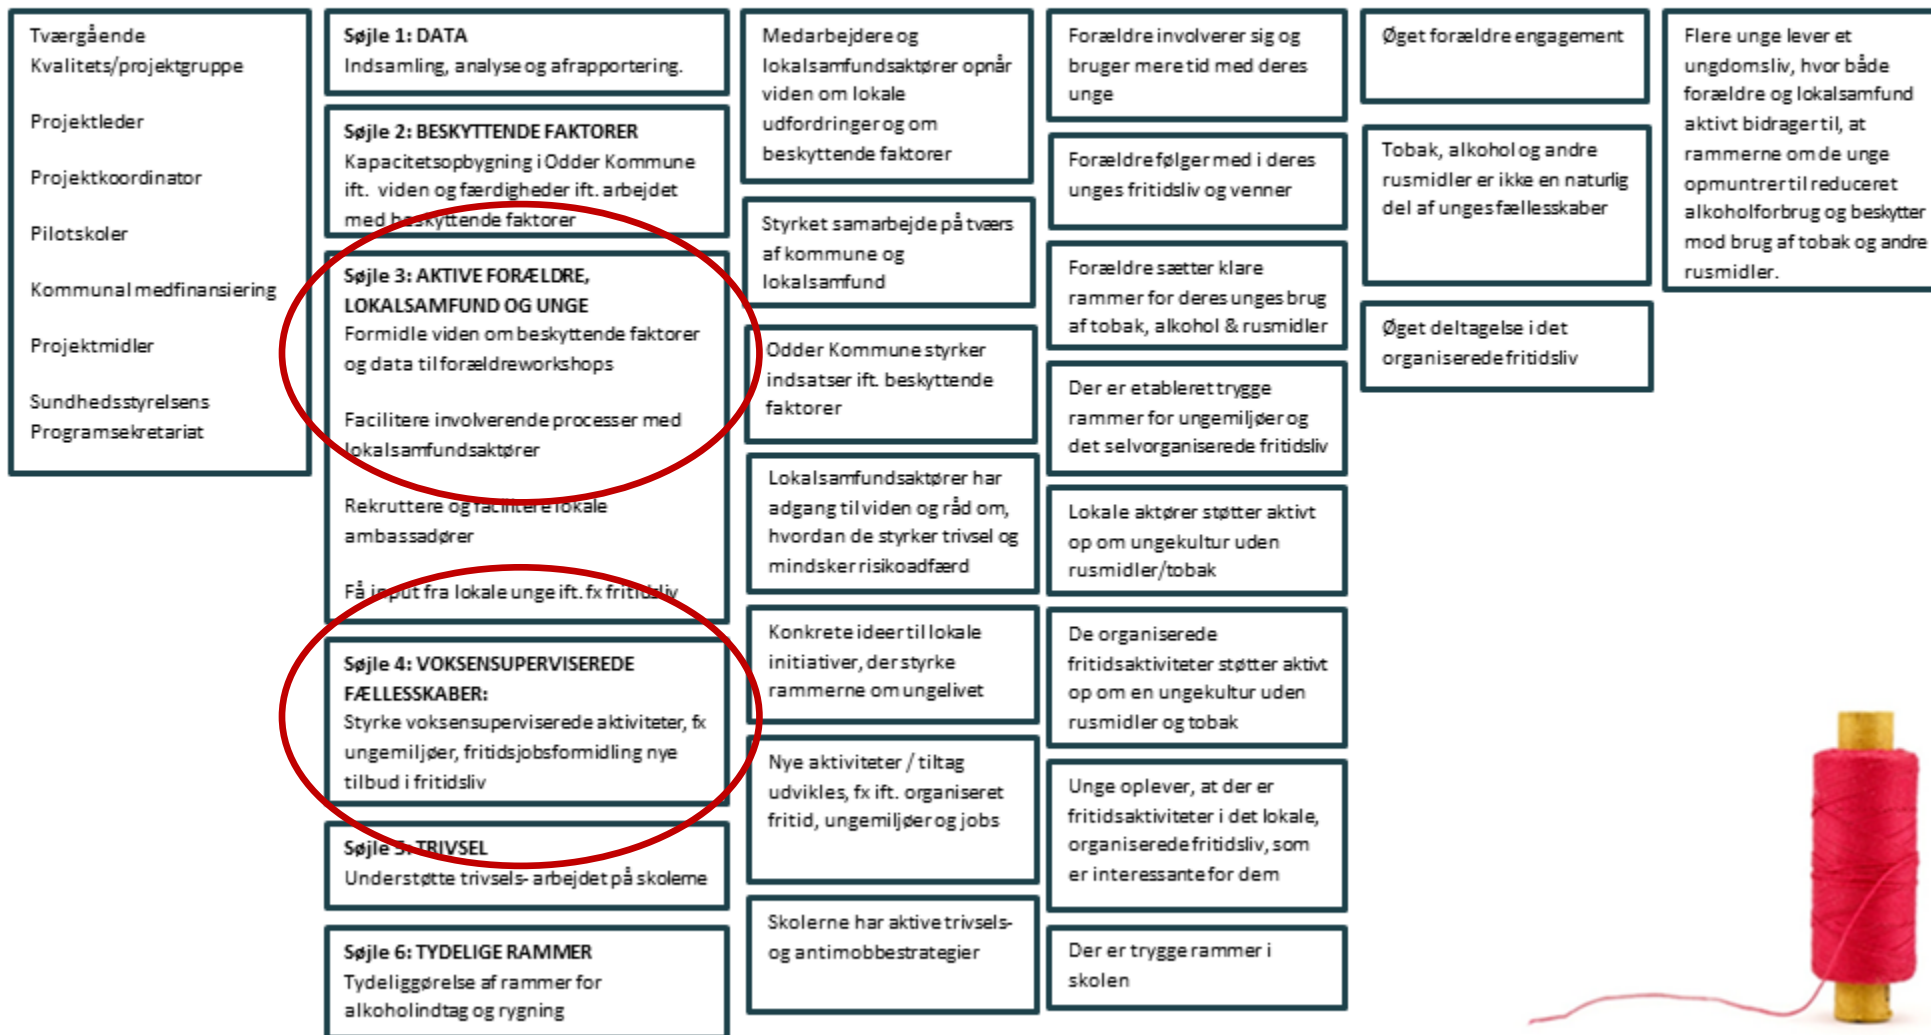 Tværgående
Kvalitets/projektgruppe
Projektleder
Projektkoordinator
Pilotskoler
Kommunal medfinansiering
Projektmidler
Sundhedsstyrelsens
Programsekretariat
Søjle 1: DATA
Indsamling, analyse og afrapportering.
Søjle 2: BESKYTTENDE FAKTORER
Kapacitetsopbygning i Odder Kommune
ift. viden og færdigheder ift. arbejdet
med beskyttende faktorer
Søjle 3: AKTIVE FORÆLDRE,
LOKALSAMFUND OG UNGE
Formidle viden om beskyttende faktorer
og data til forældreworkshops
Facilitere involverende processer med
lokalsamfundsaktører
Rekruttere og facilitere lokale
ambassadører
Få input fra lokale unge ift. fx fritidsliv
Søjle 4: VOKSENSUPERVISEREDE
FÆLLESSKABER:
Styrke voksensuperviserede aktiviteter, fx
ungemiljøer, fritidsjobsformidling nye
tilbud i fritidsliv
Søjle 5: TRIVSEL
Understøtte trivsels- arbejdet på skolerne
Søjle 6: TYDELIGE RAMMER
Tydeliggørelse af rammer for
alkoholindtag og rygning
Medarbejdere og
lokalsamfundsaktører opnår
viden om lokale
udfordringer og om
beskyttende faktorer
Styrket samarbejde på tværs
af kommune og
lokalsamfund
Odder Kommune styrker
indsatser ift. beskyttende
faktorer
Lokalsamfundsaktører har
adgang til viden og råd om,
hvordan de styrker trivsel og
mindsker risikoadfærd
Konkrete ideer til lokale
initiativer, der styrke
rammerne om ungelivet
Nye aktiviteter / tiltag
udvikles, fx ift. organiseret
fritid, ungemiljøer og jobs
Skolerne har aktive trivsels-
og antimobbestrategier
Forældre involverer sig og
bruger mere tid med deres
unge
Forældre følger med i deres
unges fritidsliv og venner
Forældre sætter klare
rammer for deres unges brug
af tobak, alkohol & rusmidler
Der er etableret trygge
rammer for ungemiljøer og
det selvorganiserede fritidsliv
Lokale aktører støtter aktivt
op om ungekultur uden
rusmidler/tobak
De organiserede
fritidsaktiviteter støtter aktivt
op om en ungekultur uden
rusmidler og tobak
Unge oplever, at der er
fritidsaktiviteter i det lokale,
organiserede fritidsliv, som
er interessante for dem
Der er trygge rammer i
skolen
Øget forældre engagement
Tobak, alkohol og andre
rusmidler er ikke en naturlig
del af unges fællesskaber
Øget deltagelse i det
organiserede fritidsliv
Flere unge lever et
ungdomsliv, hvor både
forældre og lokalsamfund
aktivt bidrager til, at
rammerne om de unge
opmuntrer til reduceret
alkoholforbrug og beskytter
mod brug af tobak og andre
rusmidler.